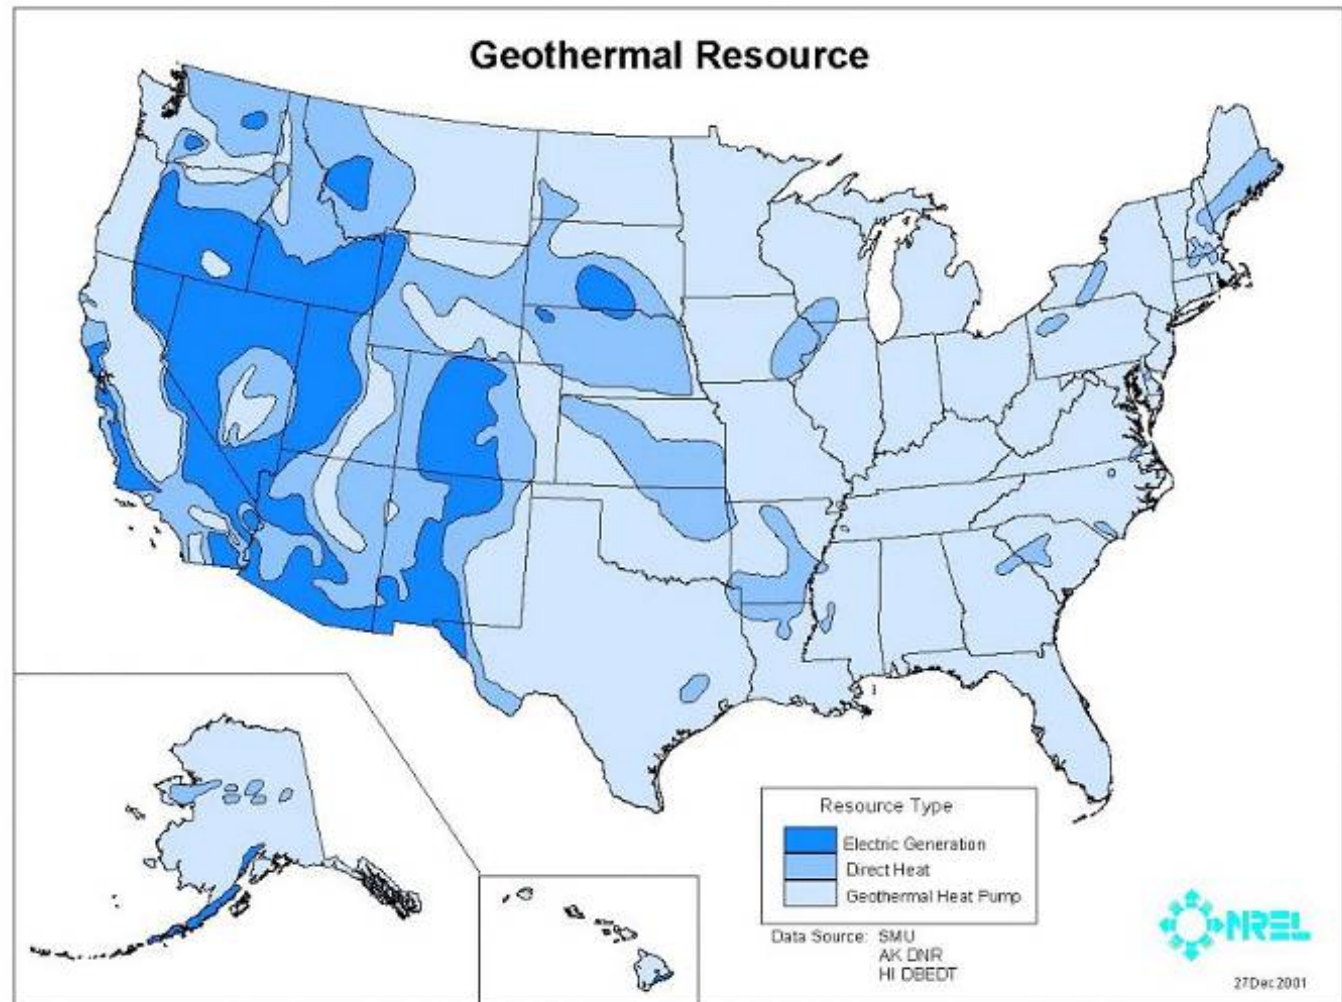 Geothermal Resource
Resource Type
Electric Generation
Direct Heat
Geothermal Heat Pump
Data Source: SMU
AK DNR
HI DBEDT
NREL
27Dec2001